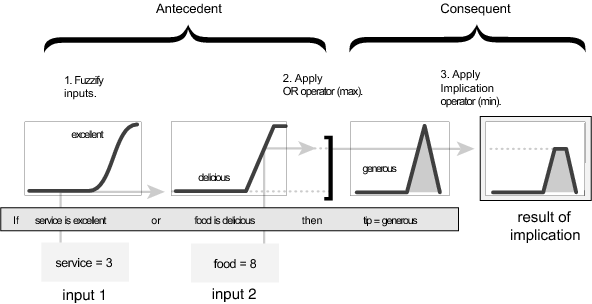 Antecedent
Consequent
1. Fuzzify
inputs.
2. Apply
OR operator (max).
3. Apply
Implication
operator (min).
excellent
delicious
generous
If service is excellent or food is delicious then tip = generous
result of
implication
service = 3
food = 8
input 1
input 2